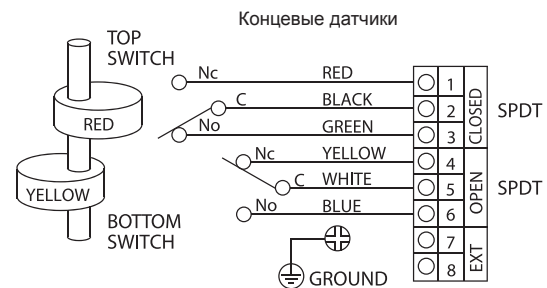 Концевые датчики
TOP
SWITCH
RED
YELLOW
BOTTOM
SWITCH
Nc RED 1
C BLACK 2
No GREEN 3
CLOSED
SPDT
Nc YELLOW 4
C WHITE 5
No BLUE 6
OPEN
SPDT
7
8
EXT
GROUND